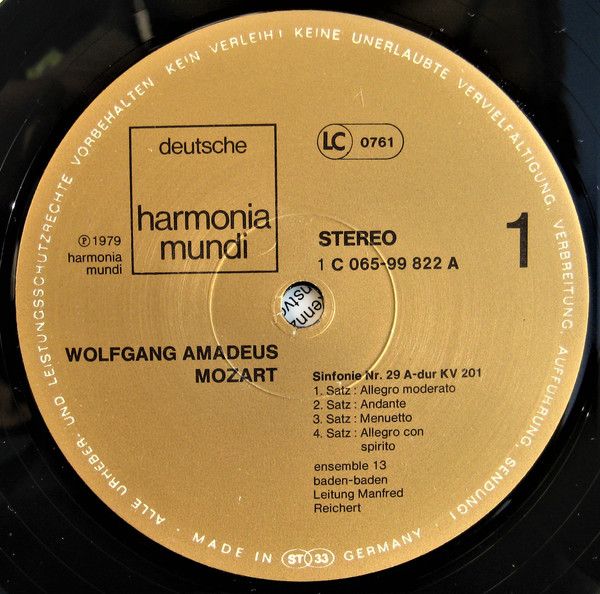 ALLE URHEBER- UND LEISTUNGSSCHUTZRECHTE VORBEHALTEN KEIN VERLEIH! KEINE UNERLAUBTE VERVIELFÄLTIGUNG, VERBREITUNG, AUFFÜHRUNG, SENDUNG!
deutsche
harmonia
mundi
LC 0761
℗ 1979
harmonia
mundi
STEREO
1 C 065-99 822 A
1
WOLFGANG AMADEUS
MOZART
Sinfonie Nr. 29 A-dur KV 201
1. Satz : Allegro moderato
2. Satz : Andante
3. Satz : Menuetto
4. Satz : Allegro con
spirito
ensemble 13
baden-baden
Leitung Manfred
Reichert
· MADE IN ST 33 GERMANY ·